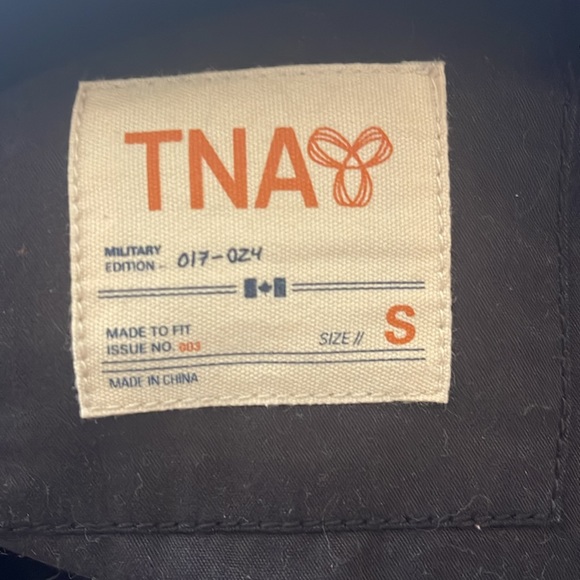 TNA
MILITARY
EDITION - 017-024
MADE TO FIT
ISSUE NO. 003
SIZE // S
MADE IN CHINA